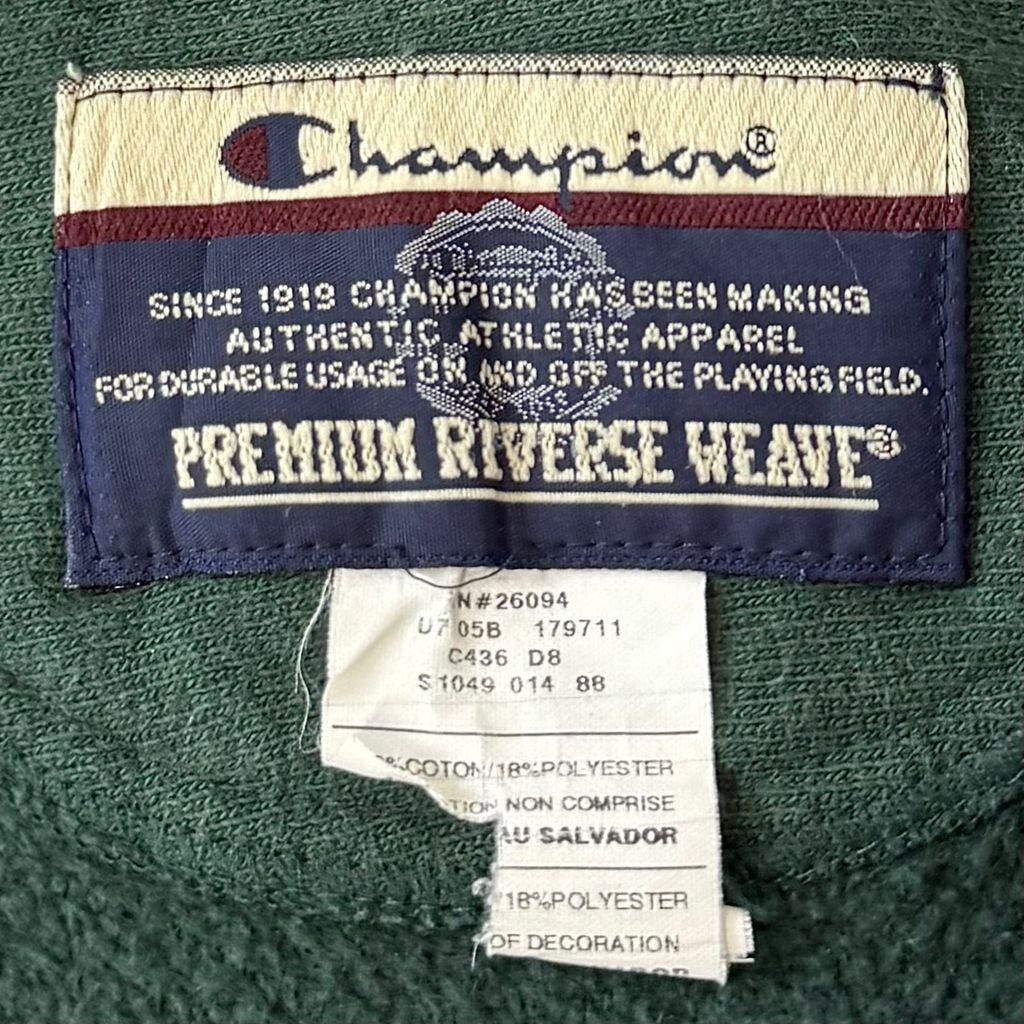 Champion®
SINCE 1919 CHAMPION HAS BEEN MAKING
AUTHENTIC ATHLETIC APPAREL
FOR DURABLE USAGE ON AND OFF THE PLAYING FIELD.
PREMIUM REVERSE WEAVE®
N#26094
U7 05B 179711
C436 D8
S1049 014 88
%COTON/18%POLYESTER
TION NON COMPRISE
AU SALVADOR
/18%POLYESTER
OF DECORATION